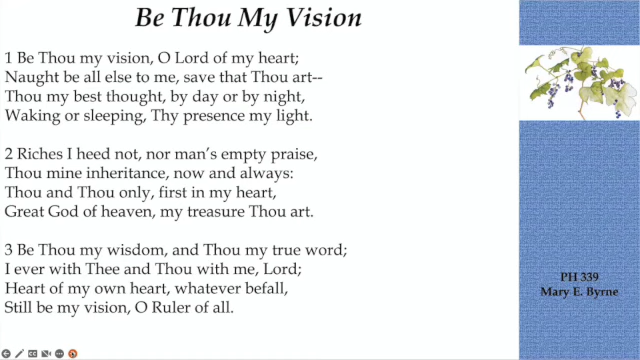 Be Thou My Vision
1 Be Thou my vision, O Lord of my heart;
Naught be all else to me, save that Thou art--
Thou my best thought, by day or by night,
Waking or sleeping, Thy presence my light.
2 Riches I heed not, nor man’s empty praise,
Thou mine inheritance, now and always:
Thou and Thou only, first in my heart,
Great God of heaven, my treasure Thou art.
3 Be Thou my wisdom, and Thou my true word;
I ever with Thee and Thou with me, Lord;
Heart of my own heart, whatever befall,
Still be my vision, O Ruler of all.
PH 339
Mary E. Byrne